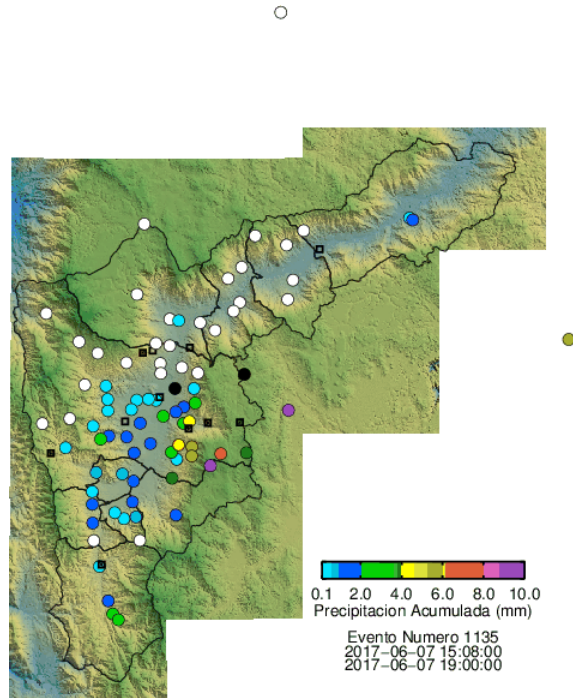 0.1 2.0 4.0 6.0 8.0 10.0
Precipitacion Acumulada (mm)
Evento Numero 1135
2017-06-07 15:08:00
2017-06-07 19:00:00